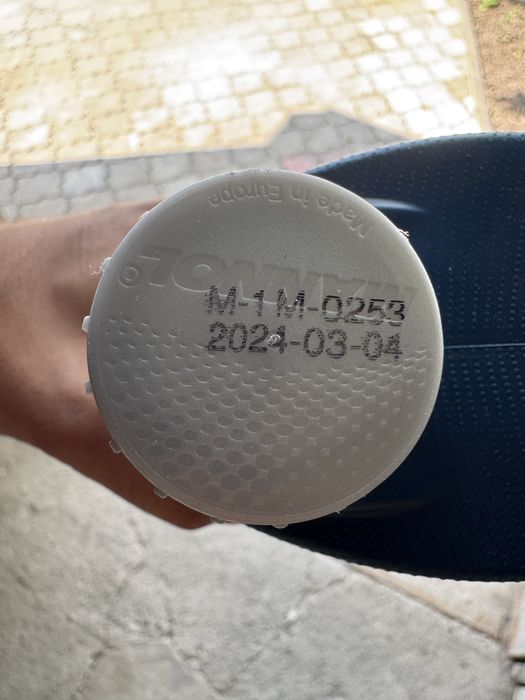 Made in Europe
MANNOL
M-1 M-0253
2024-03-04